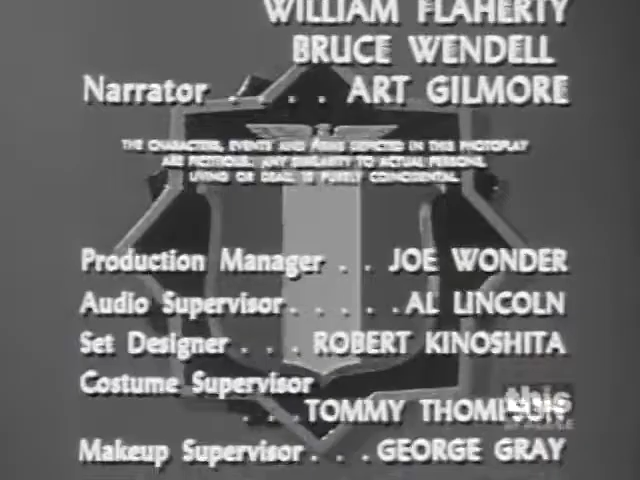 WILLIAM FLAHERTY
BRUCE WENDELL
Narrator . . . . ART GILMORE
THE CHARACTERS, EVENTS AND FIRMS DEPICTED IN THIS PHOTOPLAY
ARE FICTITIOUS. ANY SIMILARITY TO ACTUAL PERSONS,
LIVING OR DEAD, IS PURELY COINCIDENTAL.
Production Manager . . JOE WONDER
Audio Supervisor . . . . . AL LINCOLN
Set Designer . . . ROBERT KINOSHITA
Costume Supervisor
. . . TOMMY THOMPSON
this
Makeup Supervisor . . . GEORGE GRAY